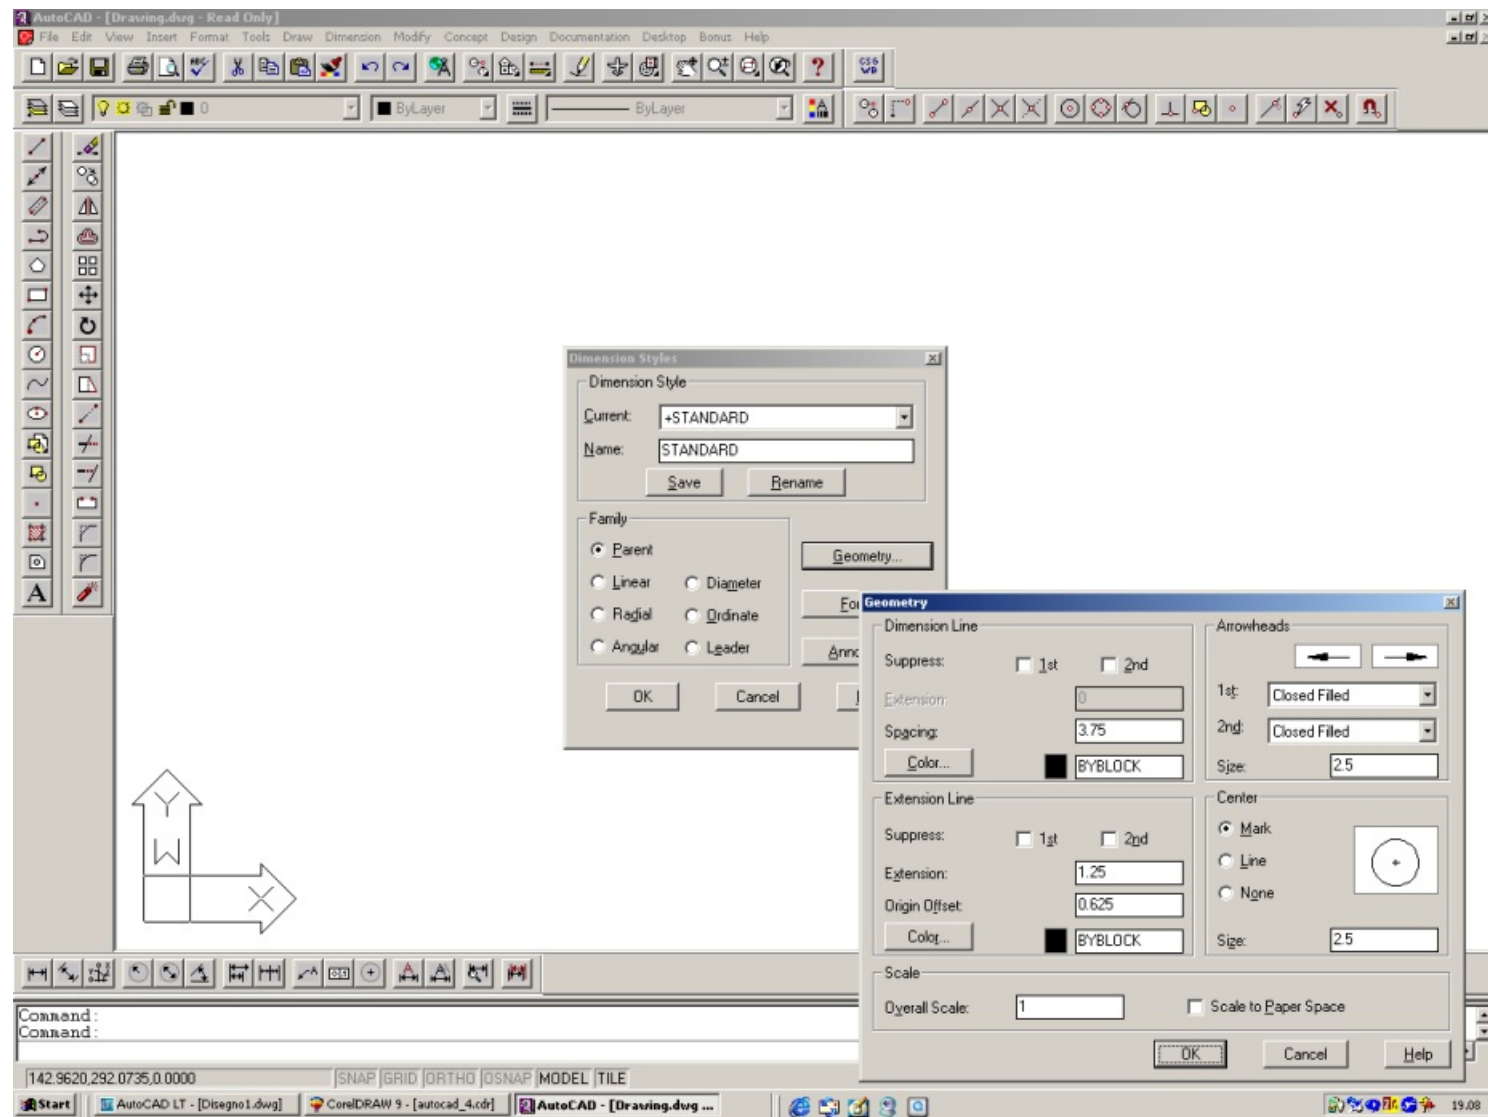 AutoCAD - [Drawing.dwg - Read Only]
File Edit View Insert Format Tools Draw Dimension Modify Concept Design Documentation Desktop Bonus Help
0 ByLayer ByLayer
A
Dimension Styles
Dimension Style
Current: +STANDARD
Name: STANDARD
Save Rename
Family
Parent
Geometry...
Linear Diameter
Radial Ordinate
Angular Leader
OK Cancel
Geometry
Dimension Line
Suppress: 1st 2nd
Extension: 0
Spacing: 3.75
Color... BYBLOCK
Arrowheads
1st: Closed Filled
2nd: Closed Filled
Size: 2.5
Extension Line
Suppress: 1st 2nd
Extension: 1.25
Origin Offset: 0.625
Color... BYBLOCK
Center
Mark
Line
None
Size: 2.5
Scale
Overall Scale: 1 Scale to Paper Space
OK Cancel Help
Y
W
X
Command:
Command:
142.9620,292.0735,0.0000 SNAP GRID ORTHO OSNAP MODEL TILE
Start AutoCAD LT - [Disegno1.dwg] CorelDRAW 9 - [autocad_4.cdr] AutoCAD - [Drawing.dwg ... 19.08